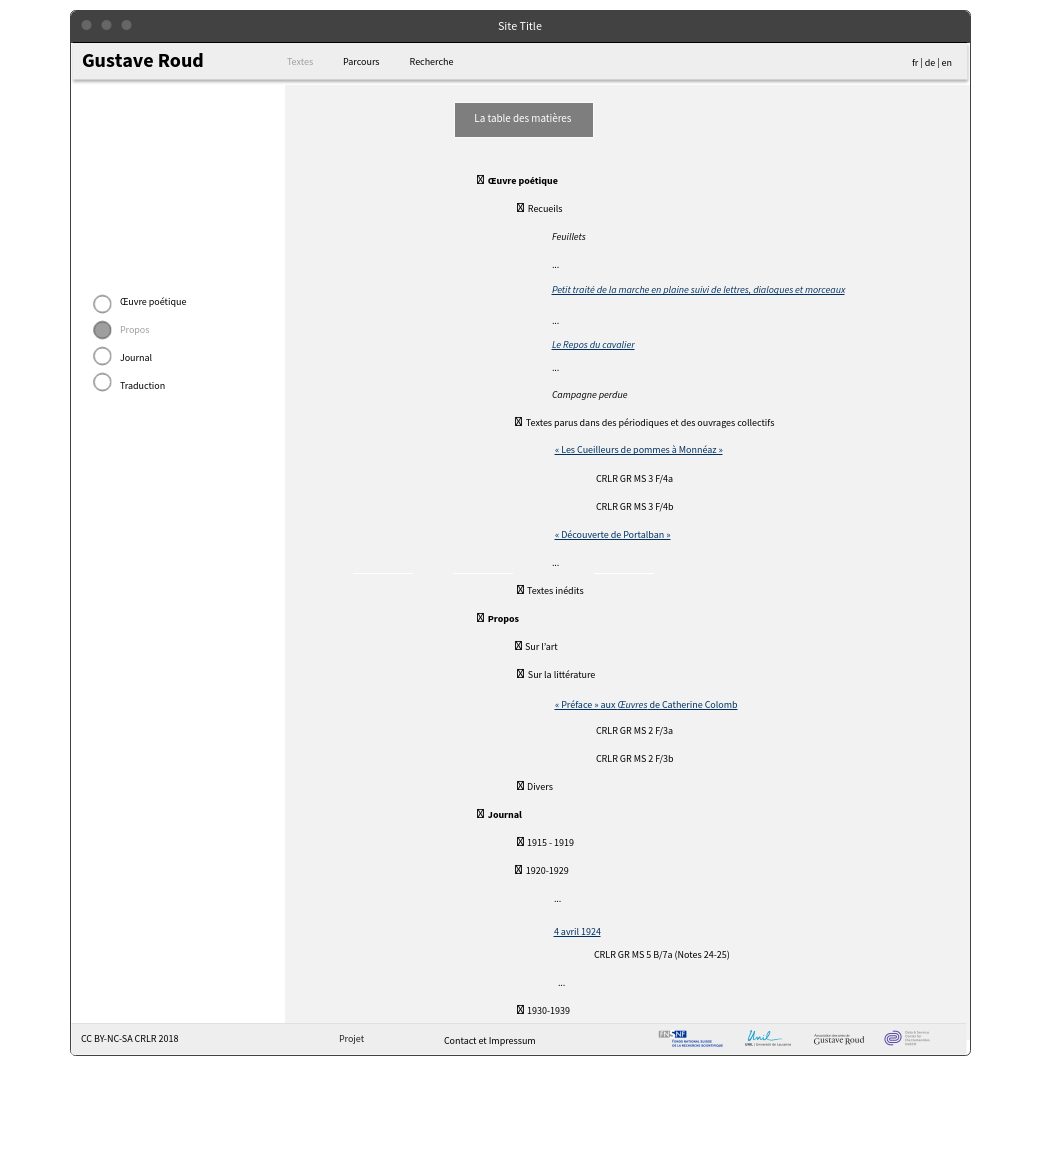 Site Title
Gustave Roud
Textes
Parcours
Recherche
fr | de | en
La table des matières
Œuvre poétique
Recueils
Feuillets
...
Petit traité de la marche en plaine suivi de lettres, dialogues et morceaux
...
Le Repos du cavalier
...
Campagne perdue
Textes parus dans des périodiques et des ouvrages collectifs
« Les Cueilleurs de pommes à Monnéaz »
CRLR GR MS 3 F/4a
CRLR GR MS 3 F/4b
« Découverte de Portalban »
...
Textes inédits
Propos
Sur l'art
Sur la littérature
« Préface » aux Œuvres de Catherine Colomb
CRLR GR MS 2 F/3a
CRLR GR MS 2 F/3b
Divers
Journal
1915 - 1919
1920-1929
...
4 avril 1924
CRLR GR MS 5 B/7a (Notes 24-25)
...
1930-1939
Œuvre poétique
Propos
Journal
Traduction
CC BY-NC-SA CRLR 2018
Projet
Contact et Impressum
FNSNF
FONDS NATIONAL SUISSE
DE LA RECHERCHE SCIENTIFIQUE
Unil
UNIL | Université de Lausanne
Association des amis de
Gustave Roud